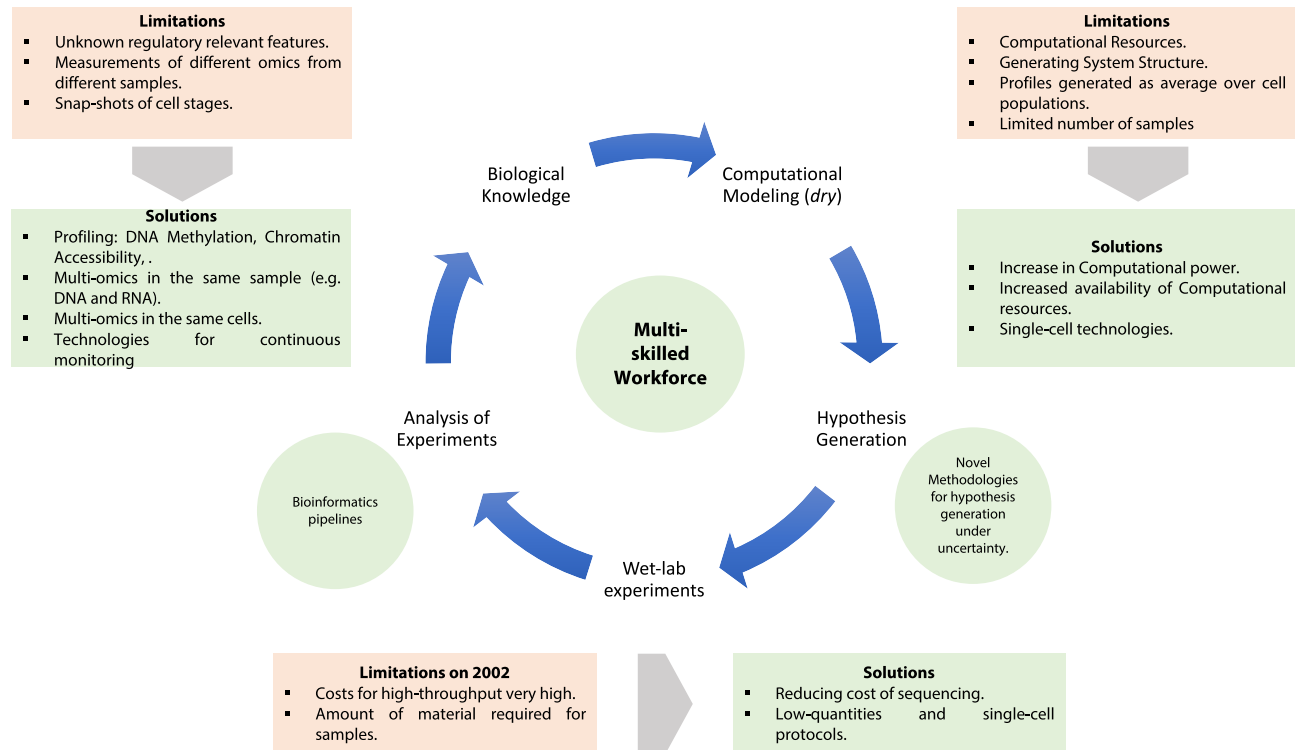 Limitations
▪ Unknown regulatory relevant features.
▪ Measurements of different omics from
different samples.
▪ Snap-shots of cell stages.
Solutions
▪ Profiling: DNA Methylation, Chromatin
Accessibility, .
▪ Multi-omics in the same sample (e.g.
DNA and RNA).
▪ Multi-omics in the same cells.
▪ Technologies for continuous
monitoring
Limitations
▪ Computational Resources.
▪ Generating System Structure.
▪ Profiles generated as average over cell
populations.
▪ Limited number of samples
Solutions
▪ Increase in Computational power.
▪ Increased availability of Computational
resources.
▪ Single-cell technologies.
Biological
Knowledge
Computational
Modeling (dry)
Multi-
skilled
Workforce
Hypothesis
Generation
Novel
Methodologies
for hypothesis
generation
under
uncertainty.
Wet-lab
experiments
Analysis of
Experiments
Bioinformatics
pipelines
Limitations on 2002
▪ Costs for high-throughput very high.
▪ Amount of material required for
samples.
Solutions
▪ Reducing cost of sequencing.
▪ Low-quantities and single-cell
protocols.